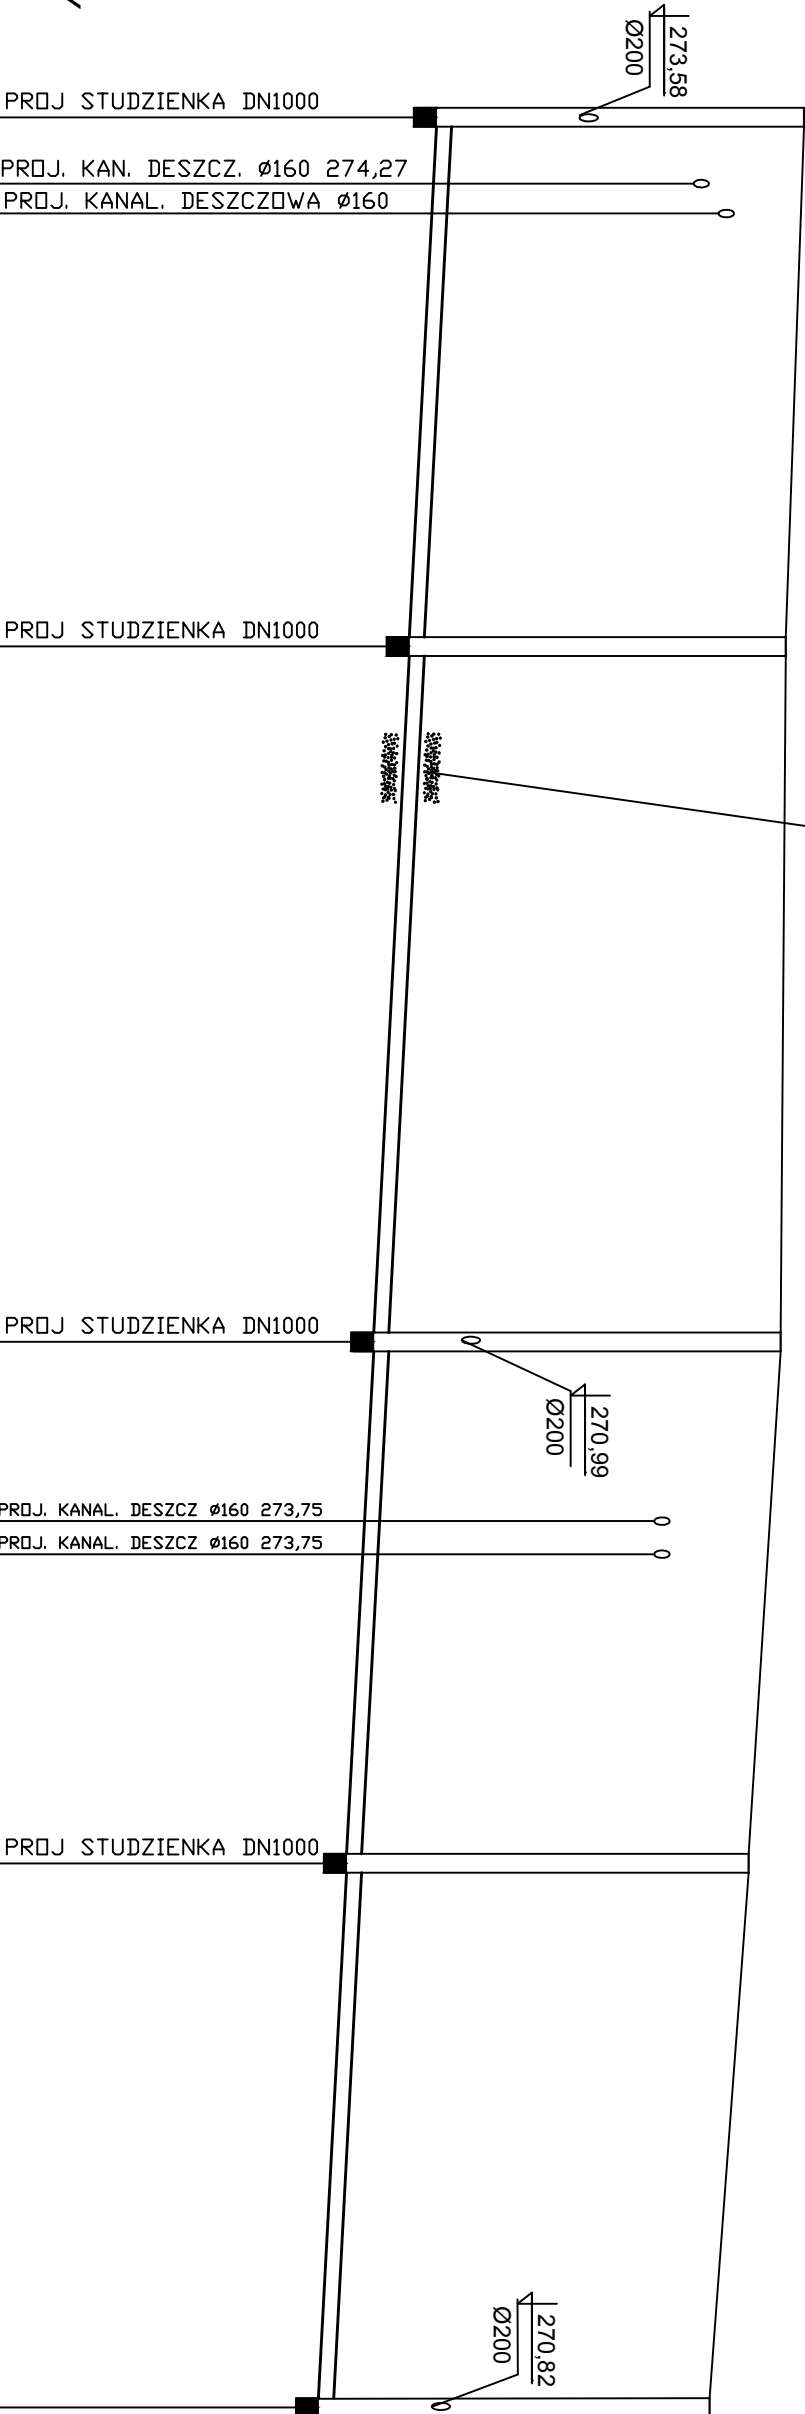 273,58
Ø200
PROJ STUDZIENKA DN1000
PROJ. KAN. DESZCZ. Ø160 274,27
PROJ. KANAL. DESZCZOWA Ø160
PROJ STUDZIENKA DN1000
PROJ STUDZIENKA DN1000
270,99
Ø200
PROJ. KANAL. DESZCZ Ø160 273,75
PROJ. KANAL. DESZCZ Ø160 273,75
PROJ STUDZIENKA DN1000
270,82
Ø200